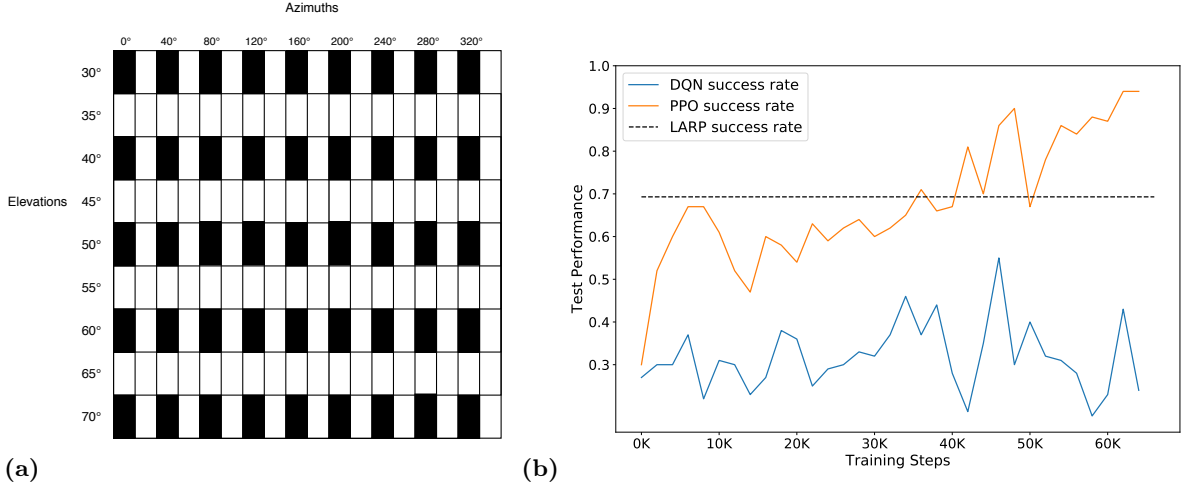 Azimuths
0° 40° 80° 120° 160° 200° 240° 280° 320°
30°
35°
40°
Elevations 45°
50°
55°
60°
65°
70°
(a)
1.0
0.9
0.8
0.7
0.6
0.5
0.4
0.3
Test Performance
DQN success rate
PPO success rate
LARP success rate
0K 10K 20K 30K 40K 50K 60K
Training Steps
(b)